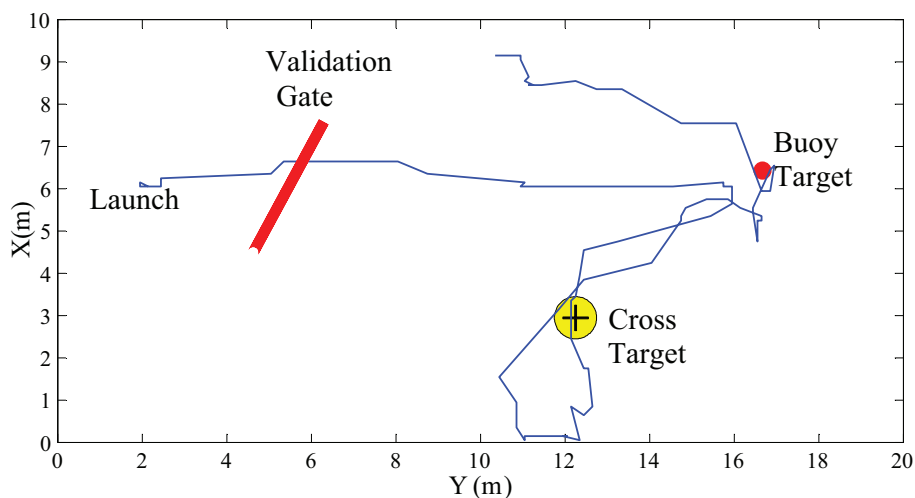 10
9
8
7
6
5
4
3
2
1
0
X(m)
Validation
Gate
Launch
Buoy
Target
Cross
Target
0 2 4 6 8 10 12 14 16 18 20
Y (m)